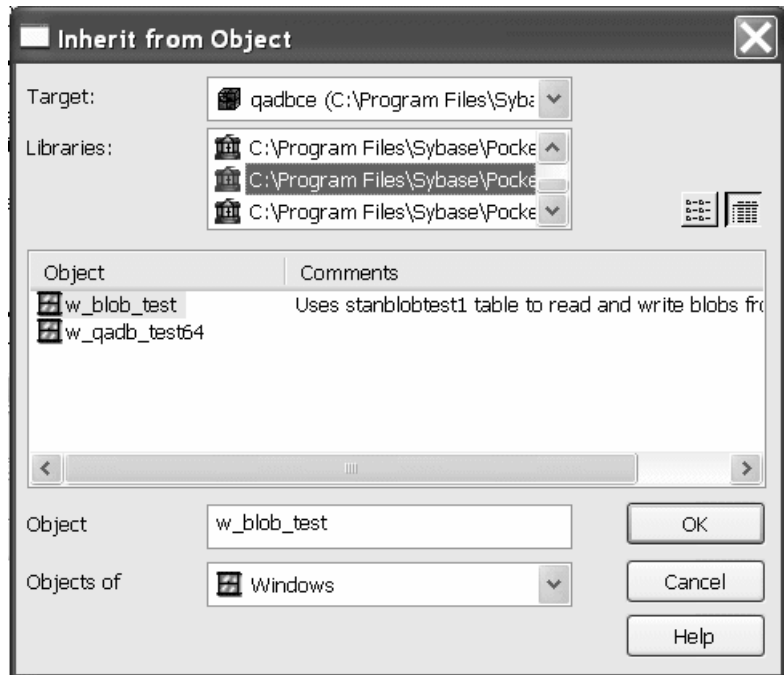 Inherit from Object
Target:
qadbce (C:\Program Files\Syba
Libraries:
C:\Program Files\Sybase\Pocke
C:\Program Files\Sybase\Pocke
C:\Program Files\Sybase\Pocke
Object Comments
w_blob_test Uses stanblobtest1 table to read and write blobs fro
w_qadb_test64
Object w_blob_test OK
Objects of Windows Cancel
Help